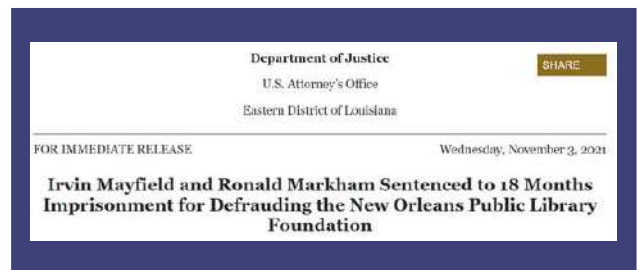 Department of Justice
SHARE
U.S. Attorney's Office
Eastern District of Louisiana
FOR IMMEDIATE RELEASE
Wednesday, November 3, 2021
Irvin Mayfield and Ronald Markham Sentenced to 18 Months
Imprisonment for Defrauding the New Orleans Public Library
Foundation